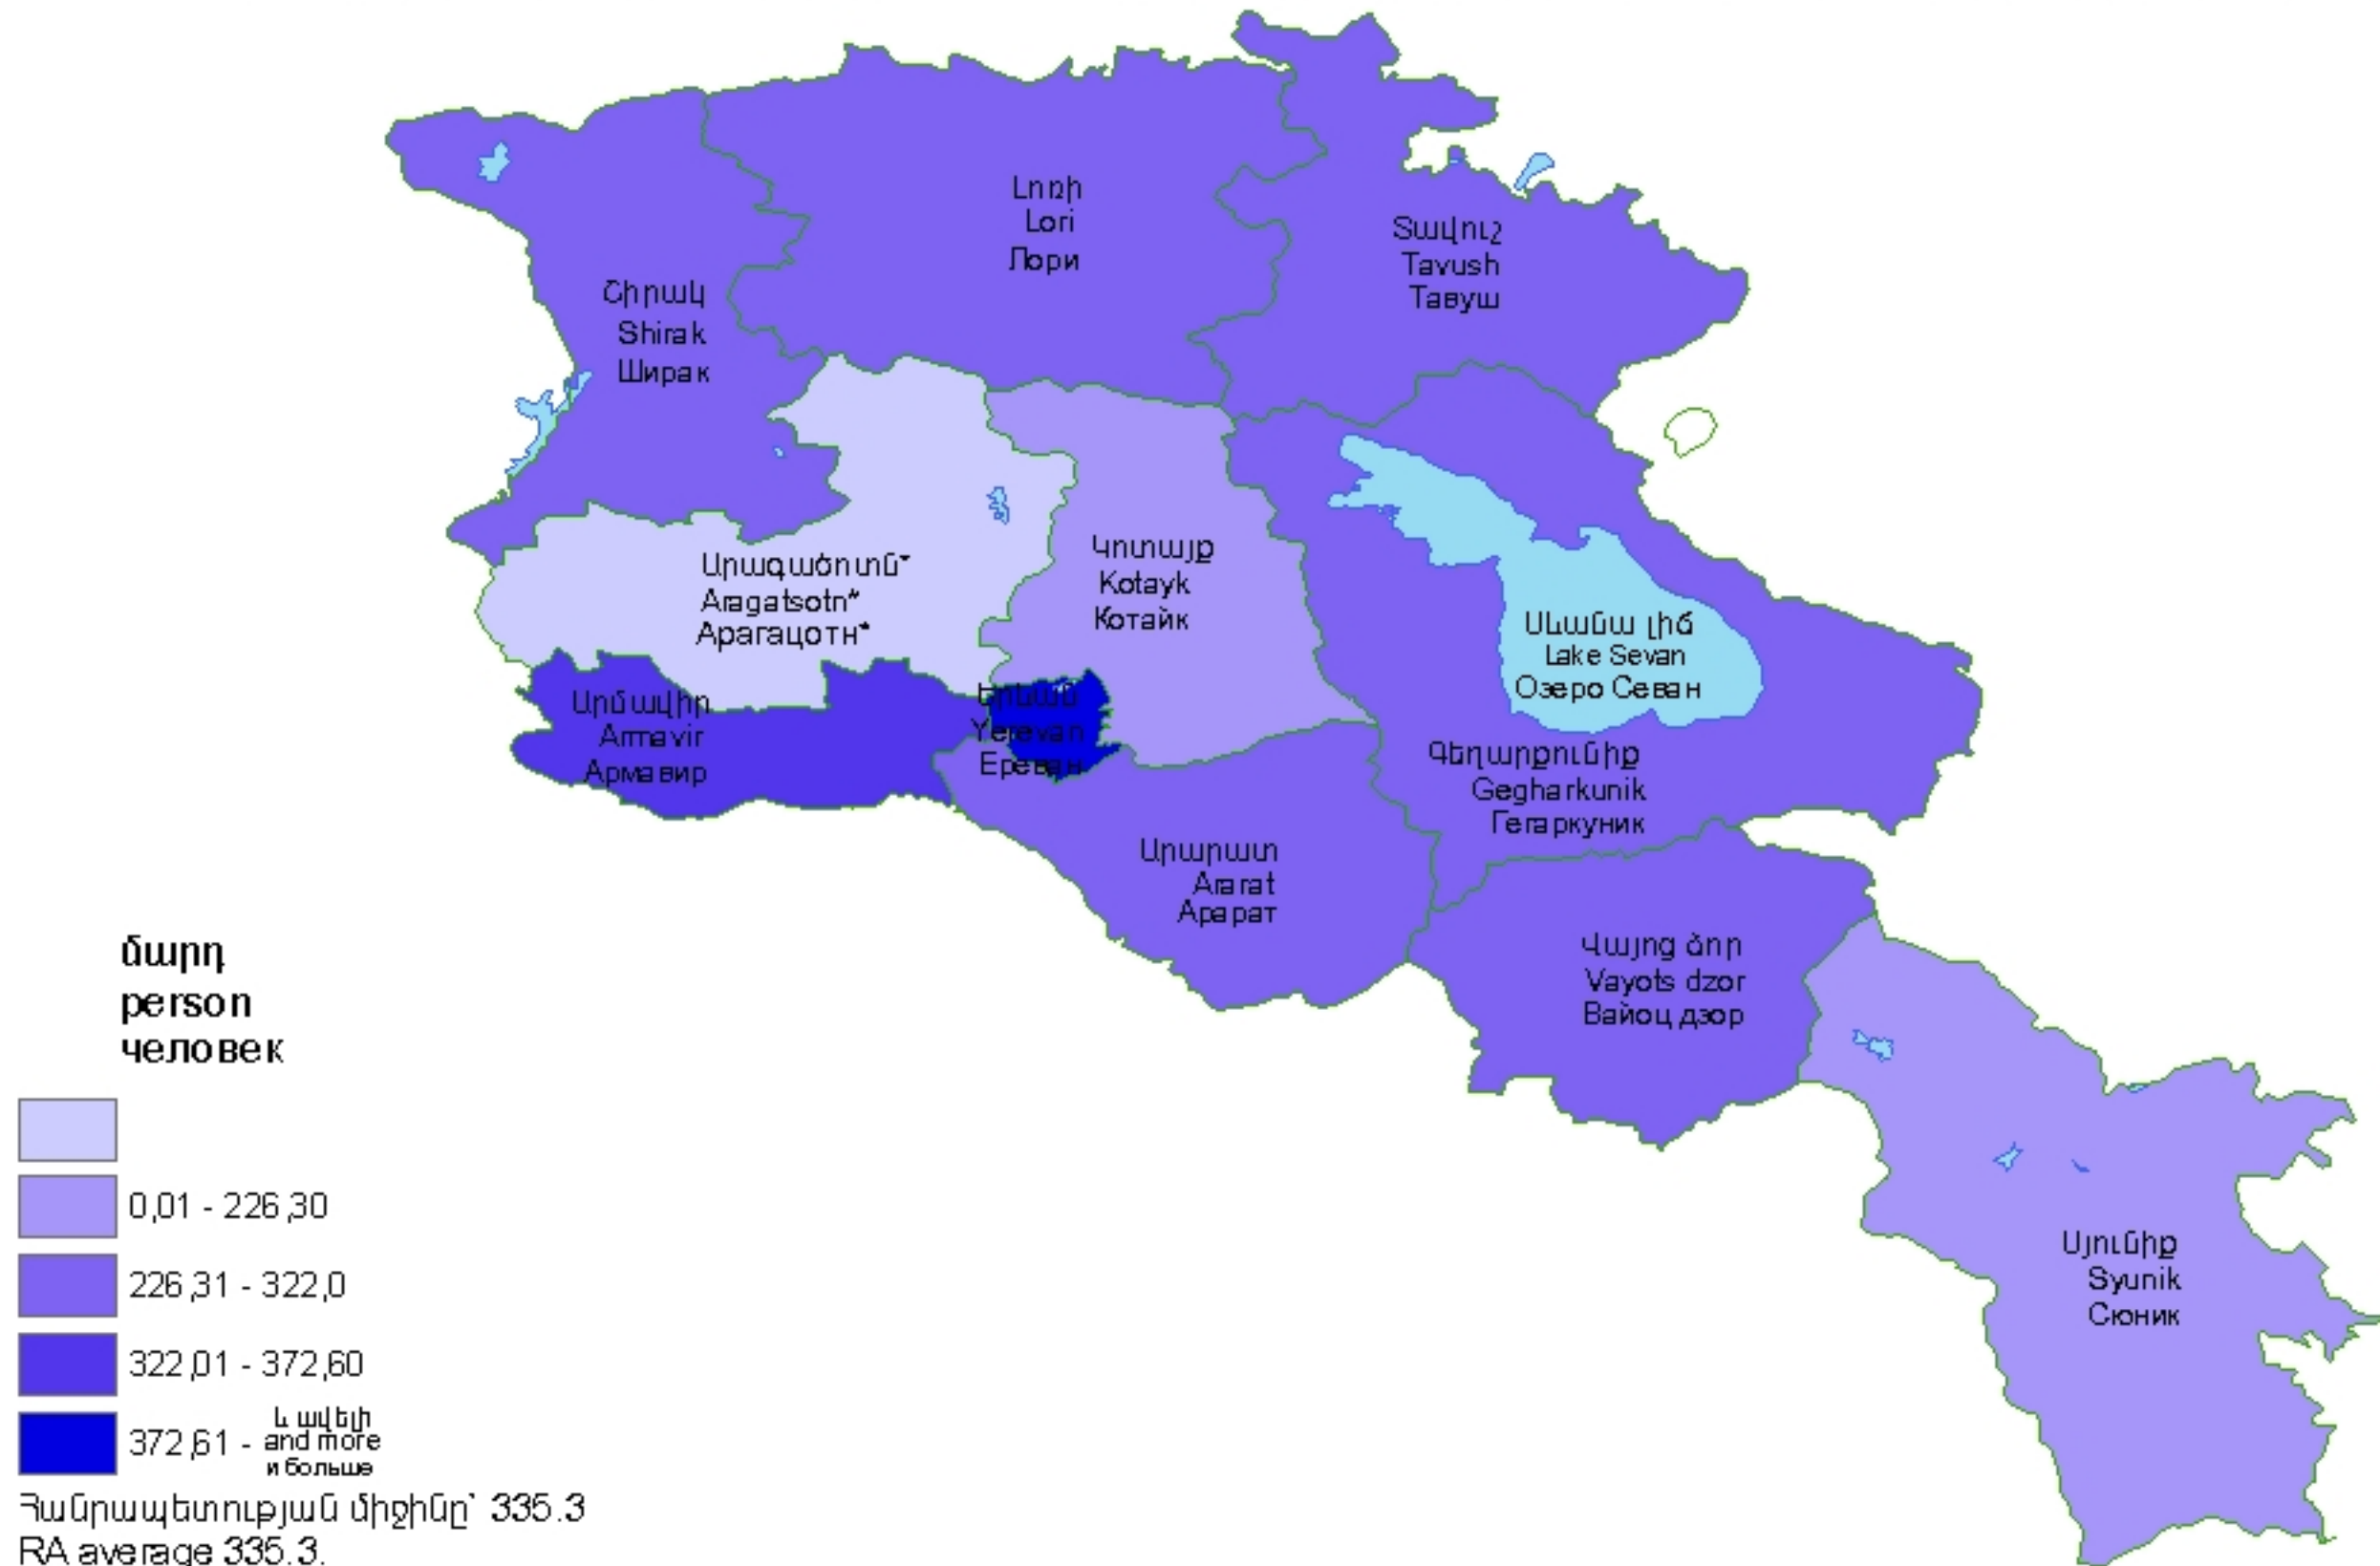 Լոռի
Lori
Лори
Տավուշ
Tavush
Тавуш
Շիրակ
Shirak
Ширак
Արագածոտն*
Aragatsotn*
Арагацотн*
Կոտայք
Kotayk
Котайк
Սևանա լիճ
Lake Sevan
Озеро Севан
Արմավիր
Armavir
Армавир
Երևան
Yerevan
Ереван
Գեղարքունիք
Gegharkunik
Гегаркуник
Արարատ
Ararat
Арарат
Վայոց ձոր
Vayots dzor
Вайоц дзор
Սյունիք
Syunik
Сюник
մարդ
person
человек
0,01 - 226,30
226,31 - 322,0
322,01 - 372,60
372,61 - և ավելի
and more
и больше
Հանրապետության միջինը՝ 335.3
RA average 335.3.